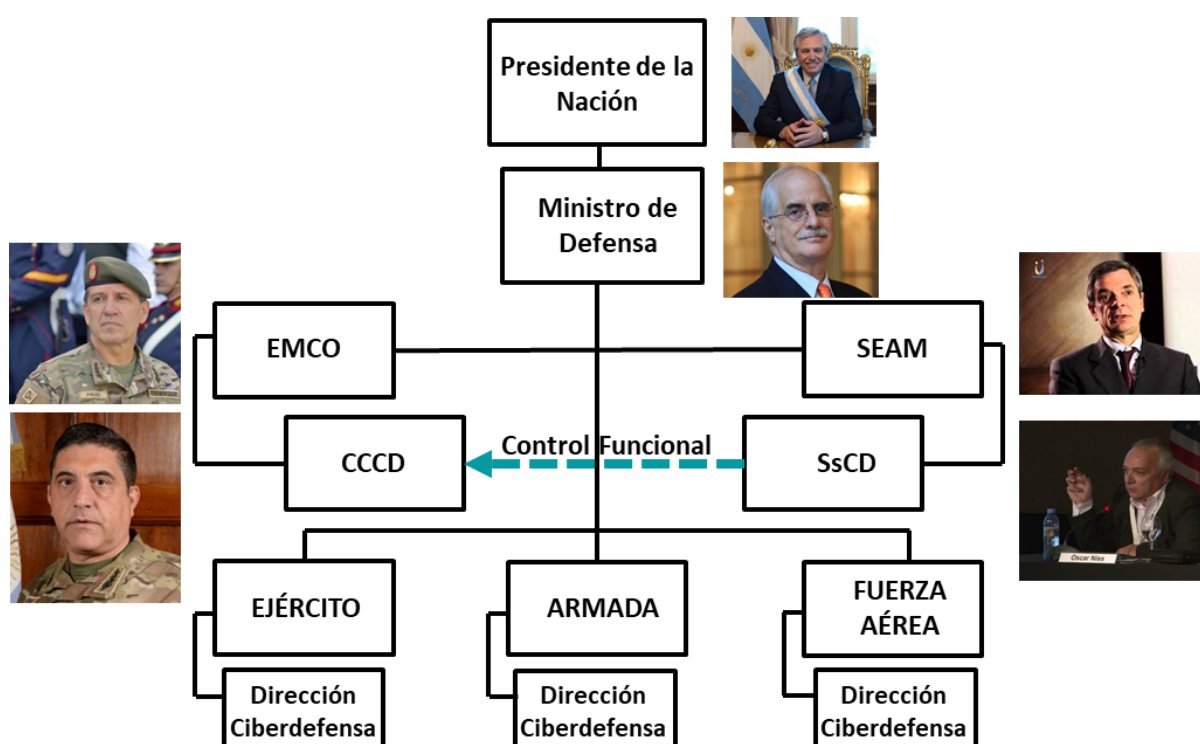 Presidente de la
Nación
Ministro de
Defensa
EMCO
SEAM
CCCD
Control Funcional
SsCD
Oscar Niss
EJÉRCITO
ARMADA
FUERZA
AÉREA
Dirección
Ciberdefensa
Dirección
Ciberdefensa
Dirección
Ciberdefensa